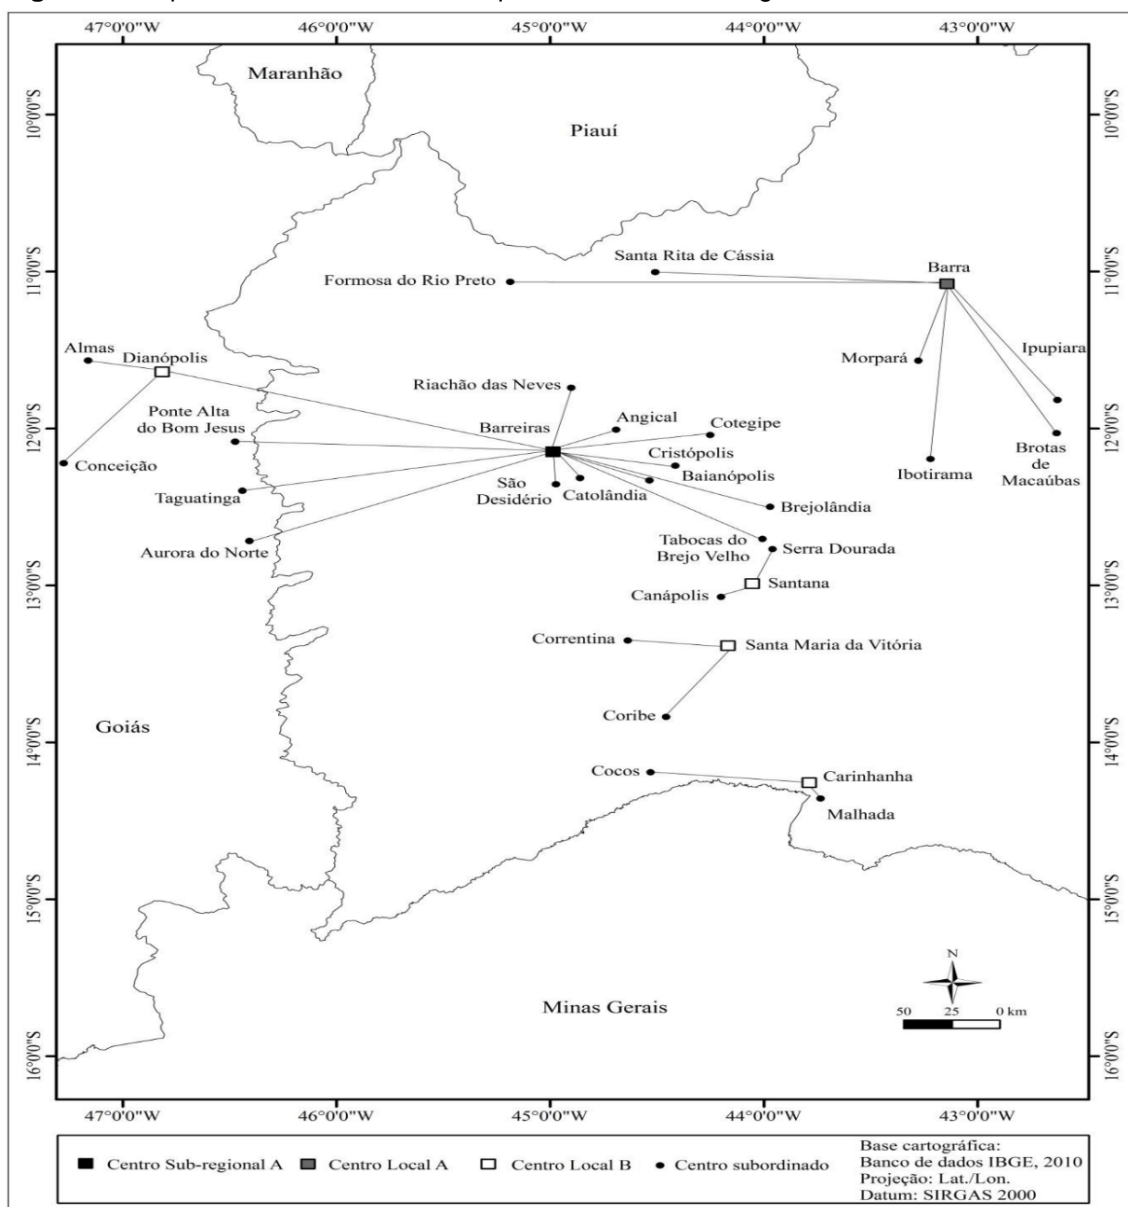 47°0'0"W 46°0'0"W 45°0'0"W 44°0'0"W 43°0'0"W
Maranhão
Piauí
10°0'0"S 10°0'0"S
Santa Rita de Cássia
Barra
Formosa do Rio Preto
11°0'0"S 11°0'0"S
Almas
Dianópolis
Morpará
Ipupiara
Riachão das Neves
Ponte Alta
do Bom Jesus
Barreiras
Angical
Cotegipe
12°0'0"S 12°0'0"S
Cristópolis
Baianópolis
Brotas
de
Macaúbas
Ibotirama
Conceição
Taguatinga
São
Desidério
Catolândia
Brejolândia
Aurora do Norte
Tabocas do
Brejo Velho
Serra Dourada
Santana
13°0'0"S 13°0'0"S
Canápolis
Correntina
Santa Maria da Vitória
Coribe
Goiás
14°0'0"S 14°0'0"S
Cocos
Carinhanha
Malhada
15°0'0"S 15°0'0"S
N
Minas Gerais
50 25 0 km
16°0'0"S 16°0'0"S
47°0'0"W 46°0'0"W 45°0'0"W 44°0'0"W 43°0'0"W
Centro Sub-regional A Centro Local A Centro Local B Centro subordinado
Base cartográfica:
Banco de dados IBGE, 2010
Projeção: Lat./Lon.
Datum: SIRGAS 2000